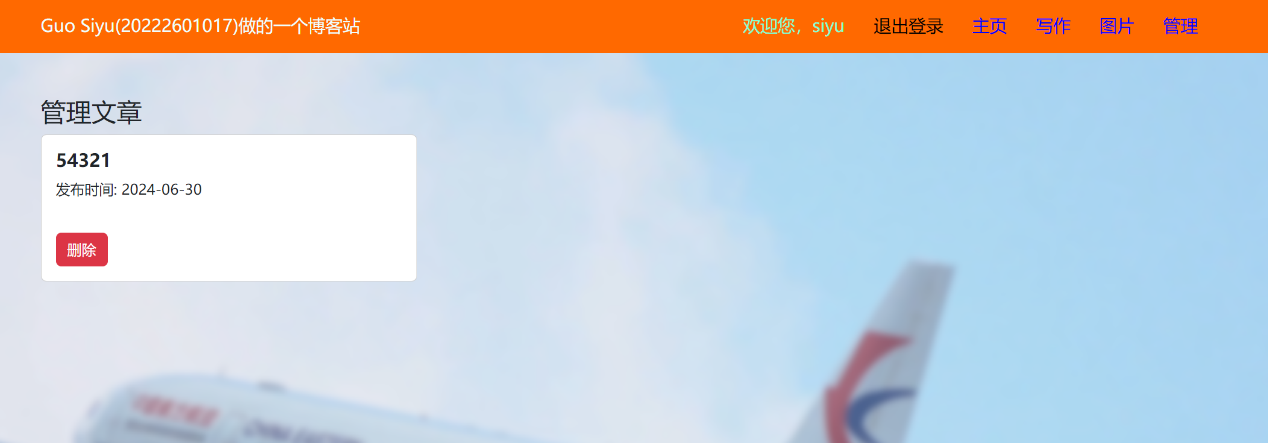 Guo Siyu(20222601017)做的一个博客站 欢迎您，siyu 退出登录 主页 写作 图片 管理
管理文章
54321
发布时间: 2024-06-30
删除